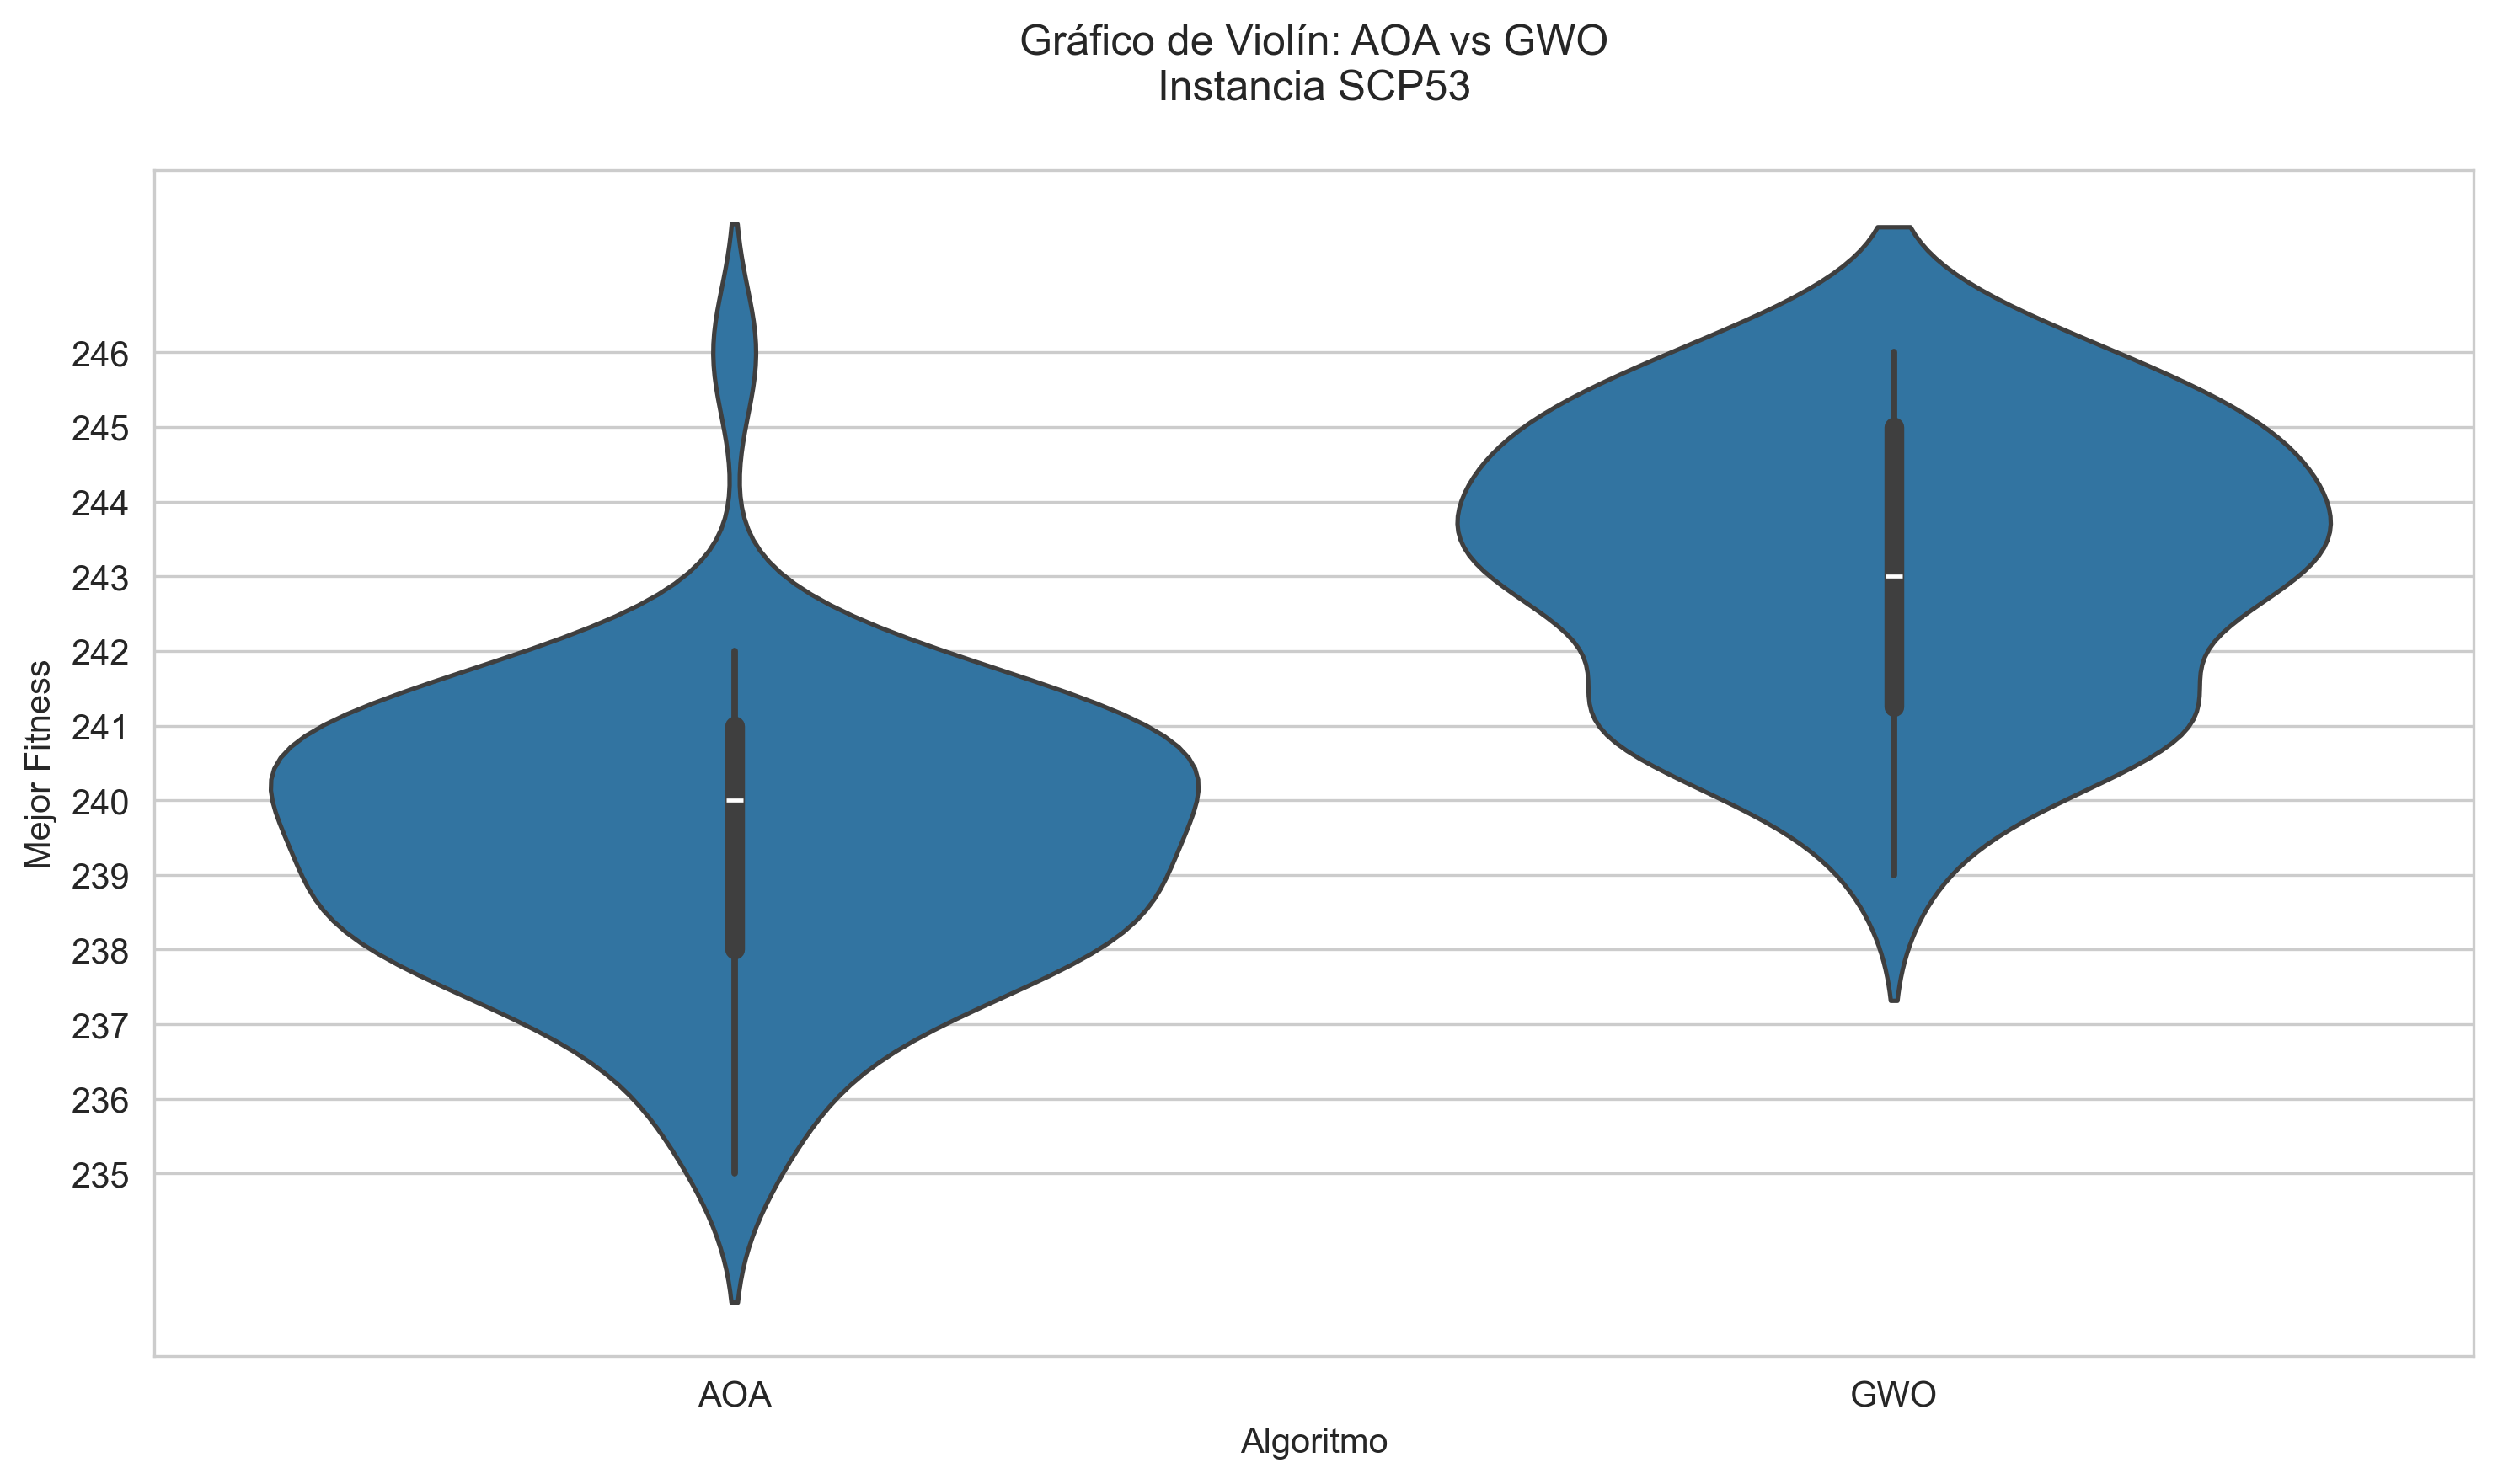 Gráfico de Violín: AOA vs GWO
Instancia SCP53
Mejor Fitness
246
245
244
243
242
241
240
239
238
237
236
235
AOA
GWO
Algoritmo